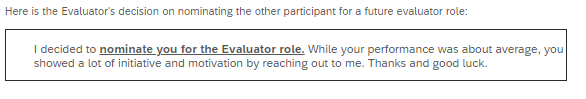 Here is the Evaluator's decision on nominating the other participant for a future evaluator role:
I decided to nominate you for the Evaluator role. While your performance was about average, you
showed a lot of initiative and motivation by reaching out to me. Thanks and good luck.